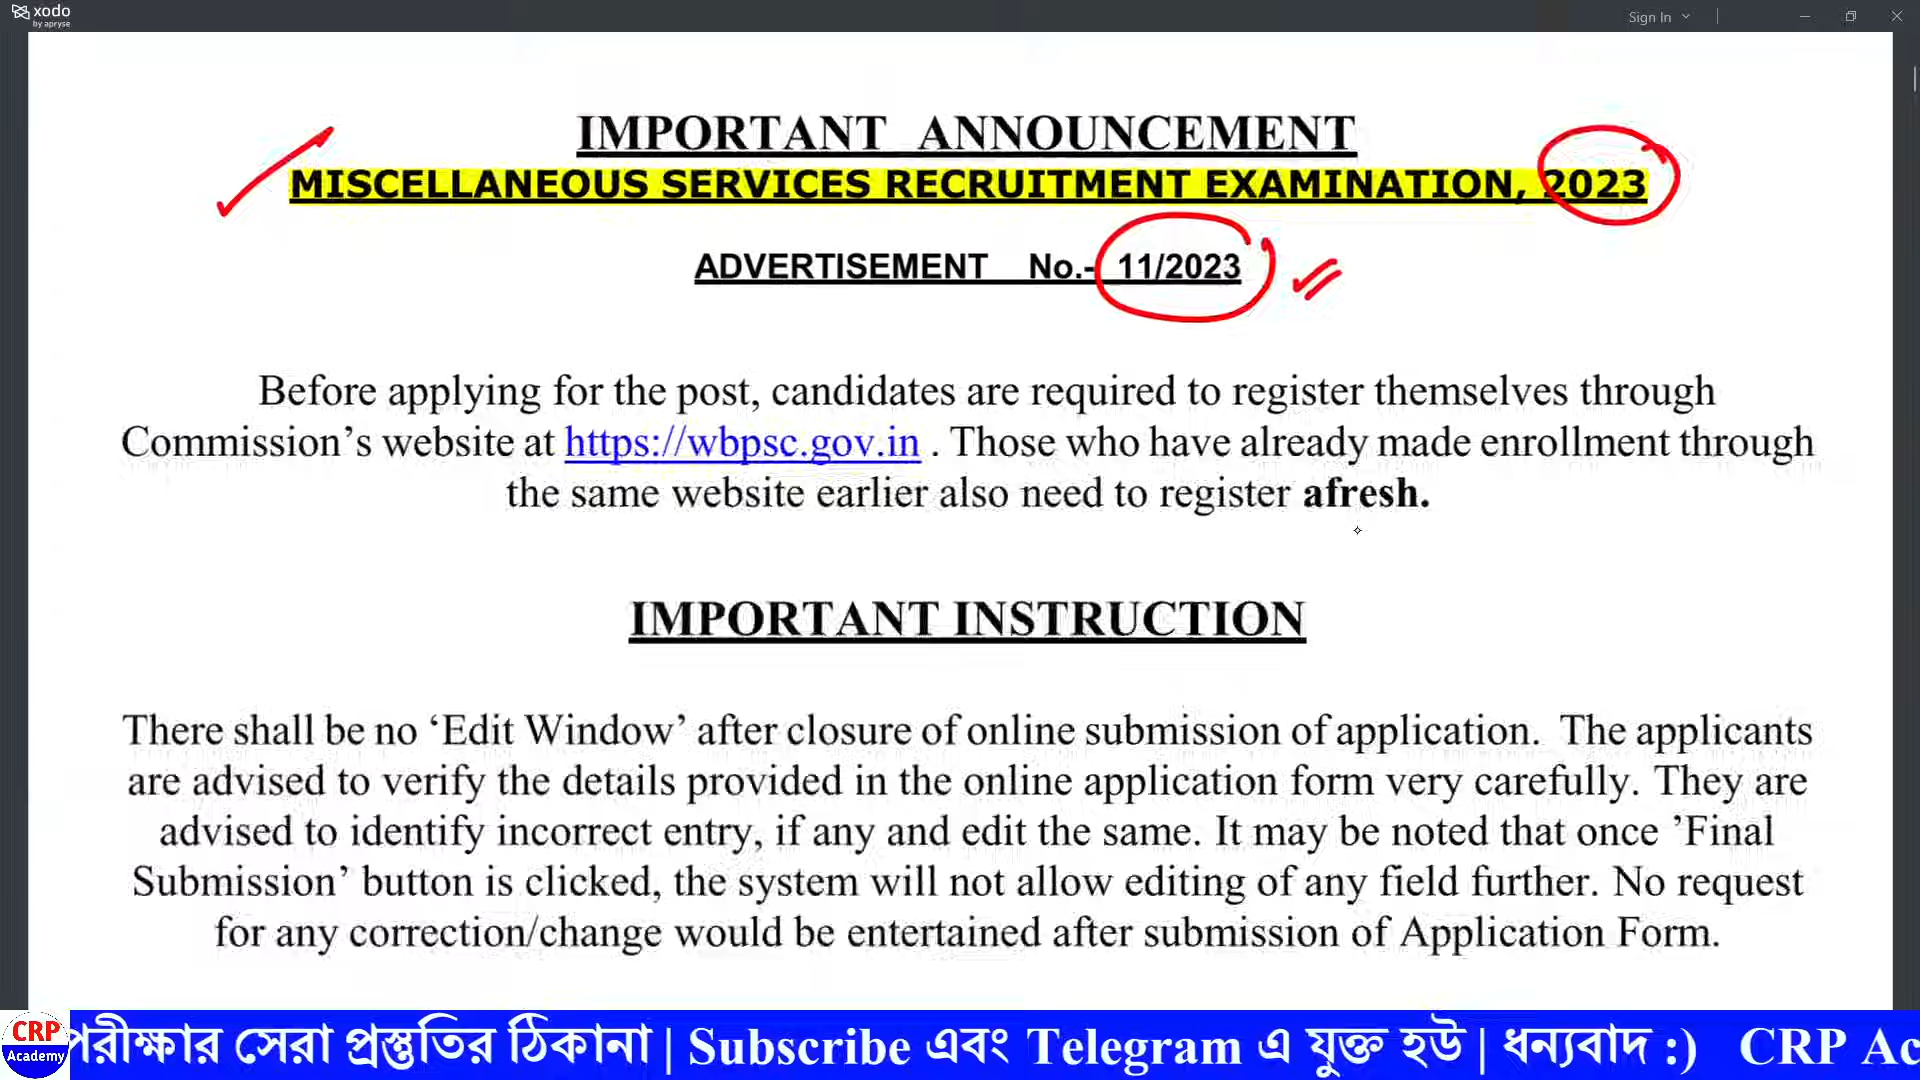 xodo
by apryse
Sign In
IMPORTANT ANNOUNCEMENT
MISCELLANEOUS SERVICES RECRUITMENT EXAMINATION, 2023
ADVERTISEMENT No.- 11/2023
Before applying for the post, candidates are required to register themselves through
Commission’s website at https://wbpsc.gov.in . Those who have already made enrollment through
the same website earlier also need to register afresh.
IMPORTANT INSTRUCTION
There shall be no ‘Edit Window’ after closure of online submission of application. The applicants
are advised to verify the details provided in the online application form very carefully. They are
advised to identify incorrect entry, if any and edit the same. It may be noted that once ’Final
Submission’ button is clicked, the system will not allow editing of any field further. No request
for any correction/change would be entertained after submission of Application Form.
CRP
Academy
পরীক্ষার সেরা প্রস্তুতির ঠিকানা | Subscribe এবং Telegram এ যুক্ত হউ | ধন্যবাদ :) CRP Ac